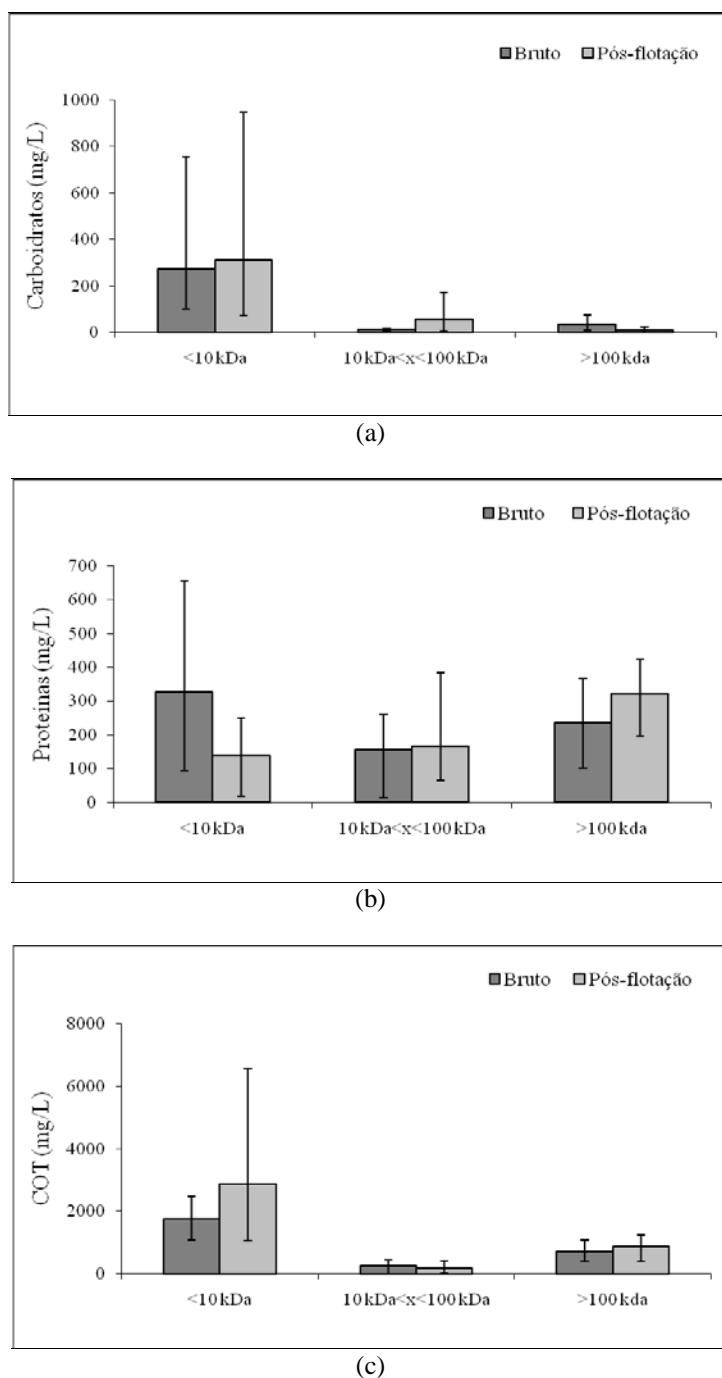 Bruto Pós-flotação
Carboidratos (mg/L)
1000
800
600
400
200
0
<10kDa 10kDa<x<100kDa >100kda
(a)
Bruto Pós-flotação
Proteínas (mg/L)
700
600
500
400
300
200
100
0
<10kDa 10kDa<x<100kDa >100kda
(b)
Bruto Pós-flotação
COT (mg/L)
8000
6000
4000
2000
0
<10kDa 10kDa<x<100kDa >100kda
(c)